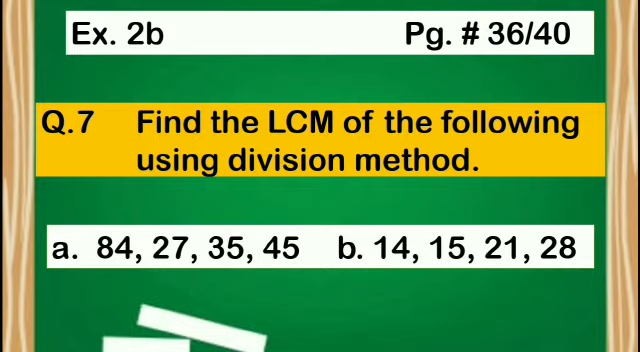 Ex. 2b Pg. # 36/40
Q.7 Find the LCM of the following
using division method.
a. 84, 27, 35, 45 b. 14, 15, 21, 28